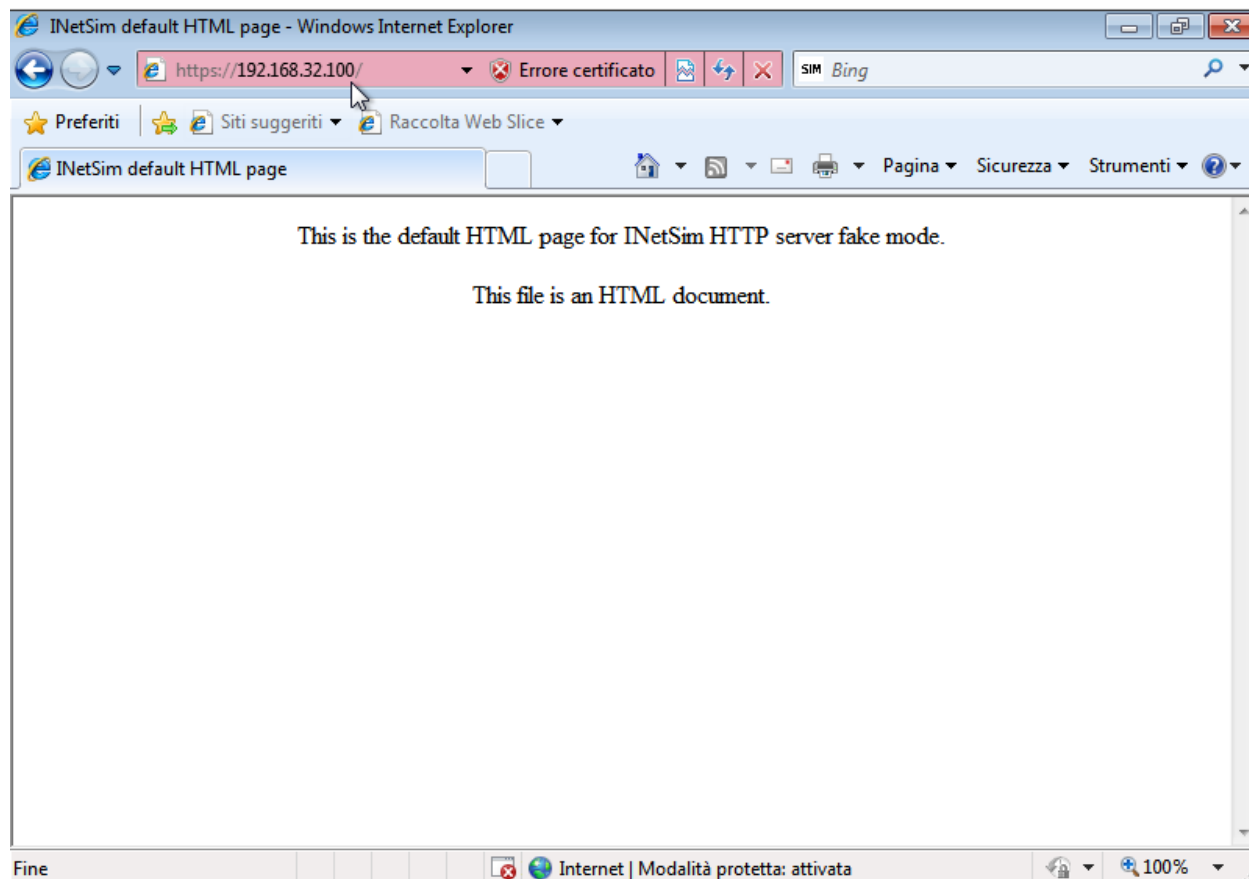 INetSim default HTML page - Windows Internet Explorer
https://192.168.32.100/ Errore certificato SIM Bing
Preferiti Siti suggeriti Raccolta Web Slice
INetSim default HTML page Pagina Sicurezza Strumenti
This is the default HTML page for INetSim HTTP server fake mode.
This file is an HTML document.
Fine Internet | Modalità protetta: attivata 100%